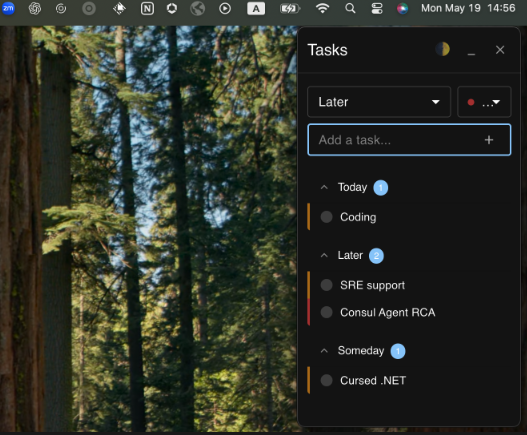 zm N A Mon May 19 14:56
Tasks
Later ...
Add a task... +
Today 1
Coding
Later 2
SRE support
Consul Agent RCA
Someday 1
Cursed .NET